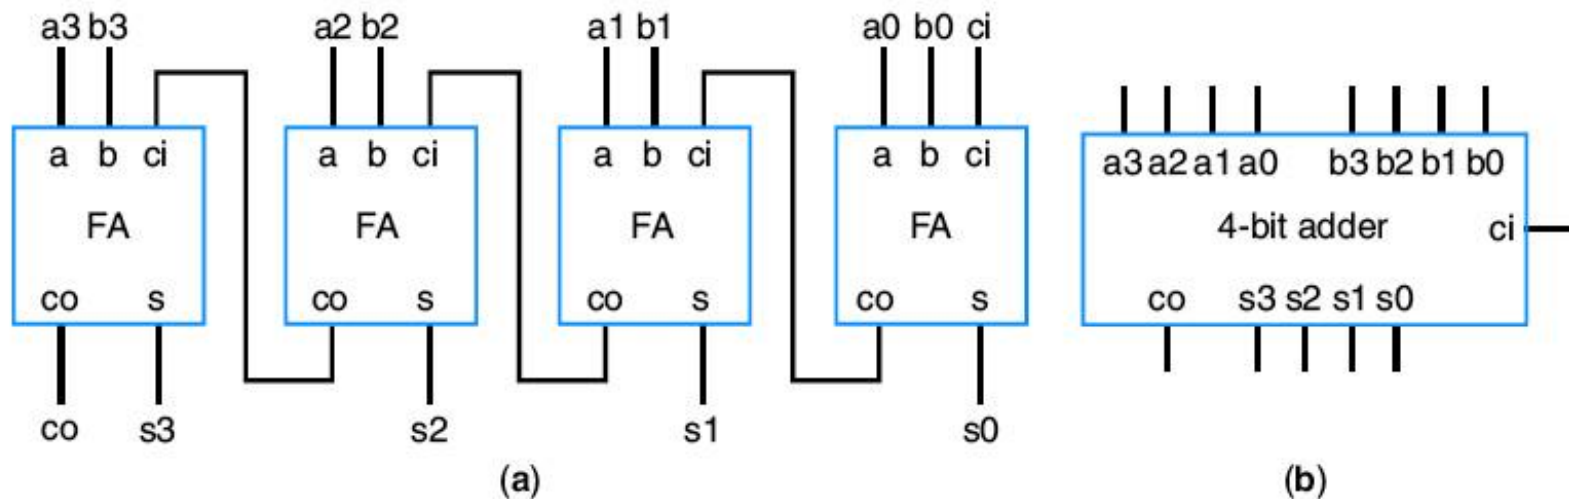 a3 b3 a2 b2 a1 b1 a0 b0 ci
a b ci a b ci a b ci a b ci
a3 a2 a1 a0 b3 b2 b1 b0
FA FA FA FA 4-bit adder ci
co s co s co s co s co s3 s2 s1 s0
co s3 s2 s1 s0
(a) (b)